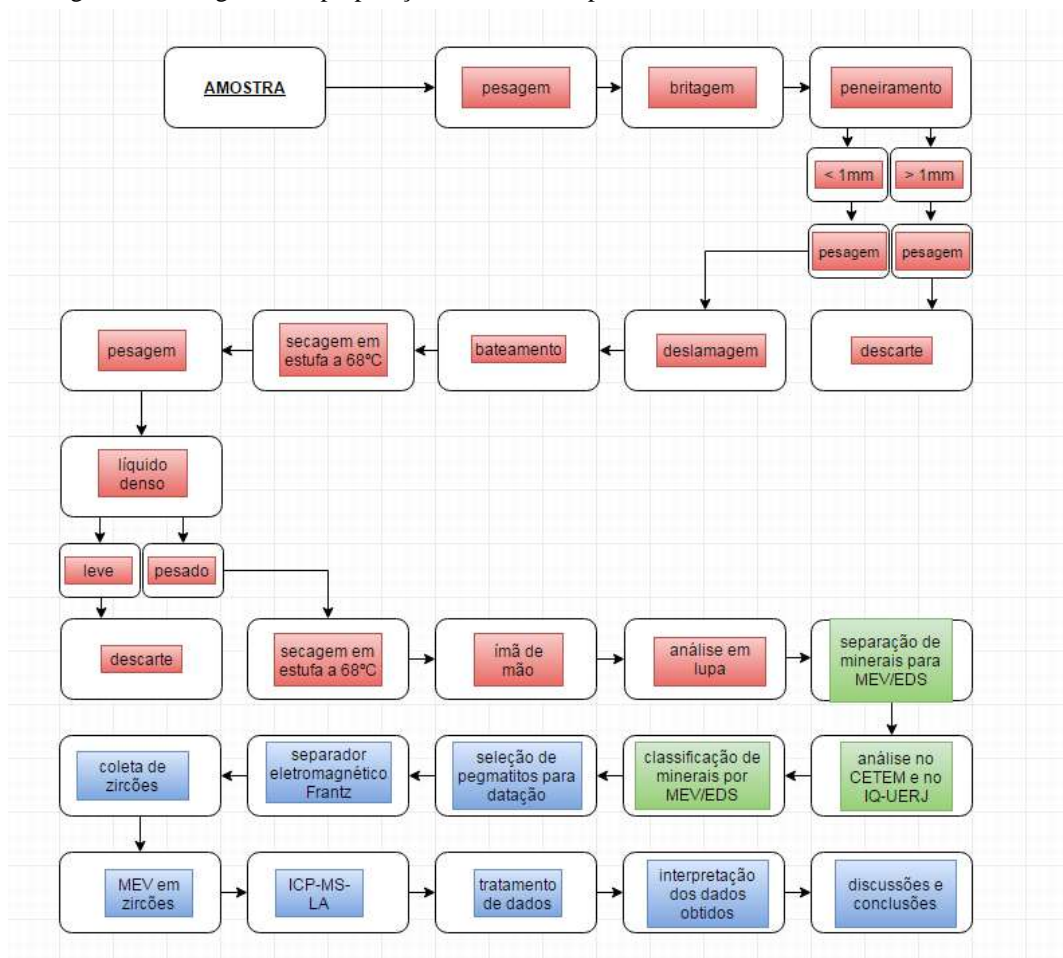 AMOSTRA
pesagem
britagem
peneiramento
< 1mm
> 1mm
pesagem
pesagem
pesagem
secagem em
estufa a 68ºC
bateamento
deslamagem
descarte
líquido
denso
leve
pesado
descarte
secagem em
estufa a 68ºC
ímã de
mão
análise em
lupa
separação de
minerais para
MEV/EDS
coleta de
zircões
separador
eletromagnético
Frantz
seleção de
pegmatitos para
datação
classificação de
minerais por
MEV/EDS
análise no
CETEM e no
IQ-UERJ
MEV em
zircões
ICP-MS-
LA
tratamento
de dados
interpretação
dos dados
obtidos
discussões e
conclusões